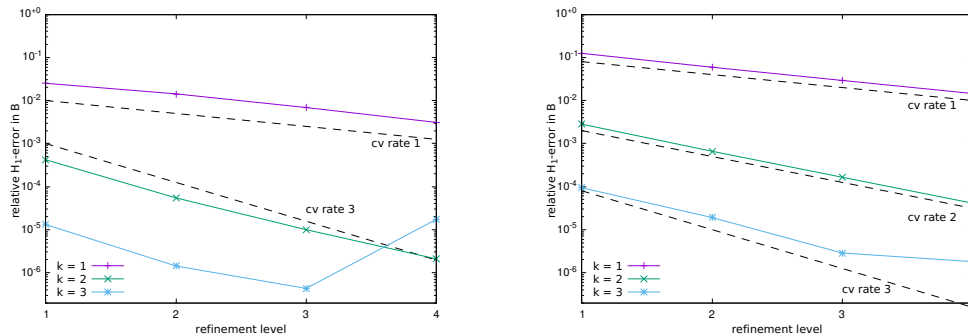 10^0
10^-1
10^-2
10^-3
10^-4
10^-5
10^-6
relative H_1-error in B
cv rate 1
cv rate 3
k = 1
k = 2
k = 3
1 2 3 4
refinement level
10^0
10^-1
10^-2
10^-3
10^-4
10^-5
10^-6
relative H_1-error in B
cv rate 1
cv rate 2
cv rate 3
k = 1
k = 2
k = 3
1 2 3
refinement level